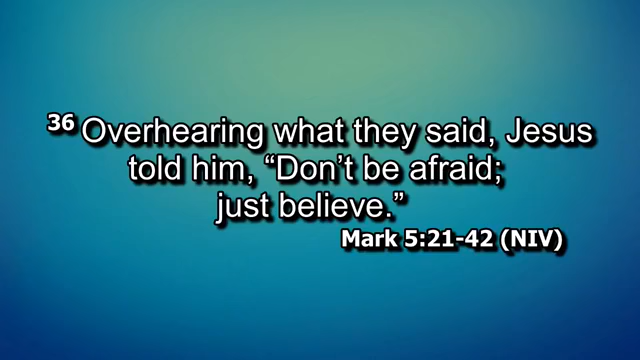 36 Overhearing what they said, Jesus
told him, “Don’t be afraid;
just believe.”
Mark 5:21-42 (NIV)